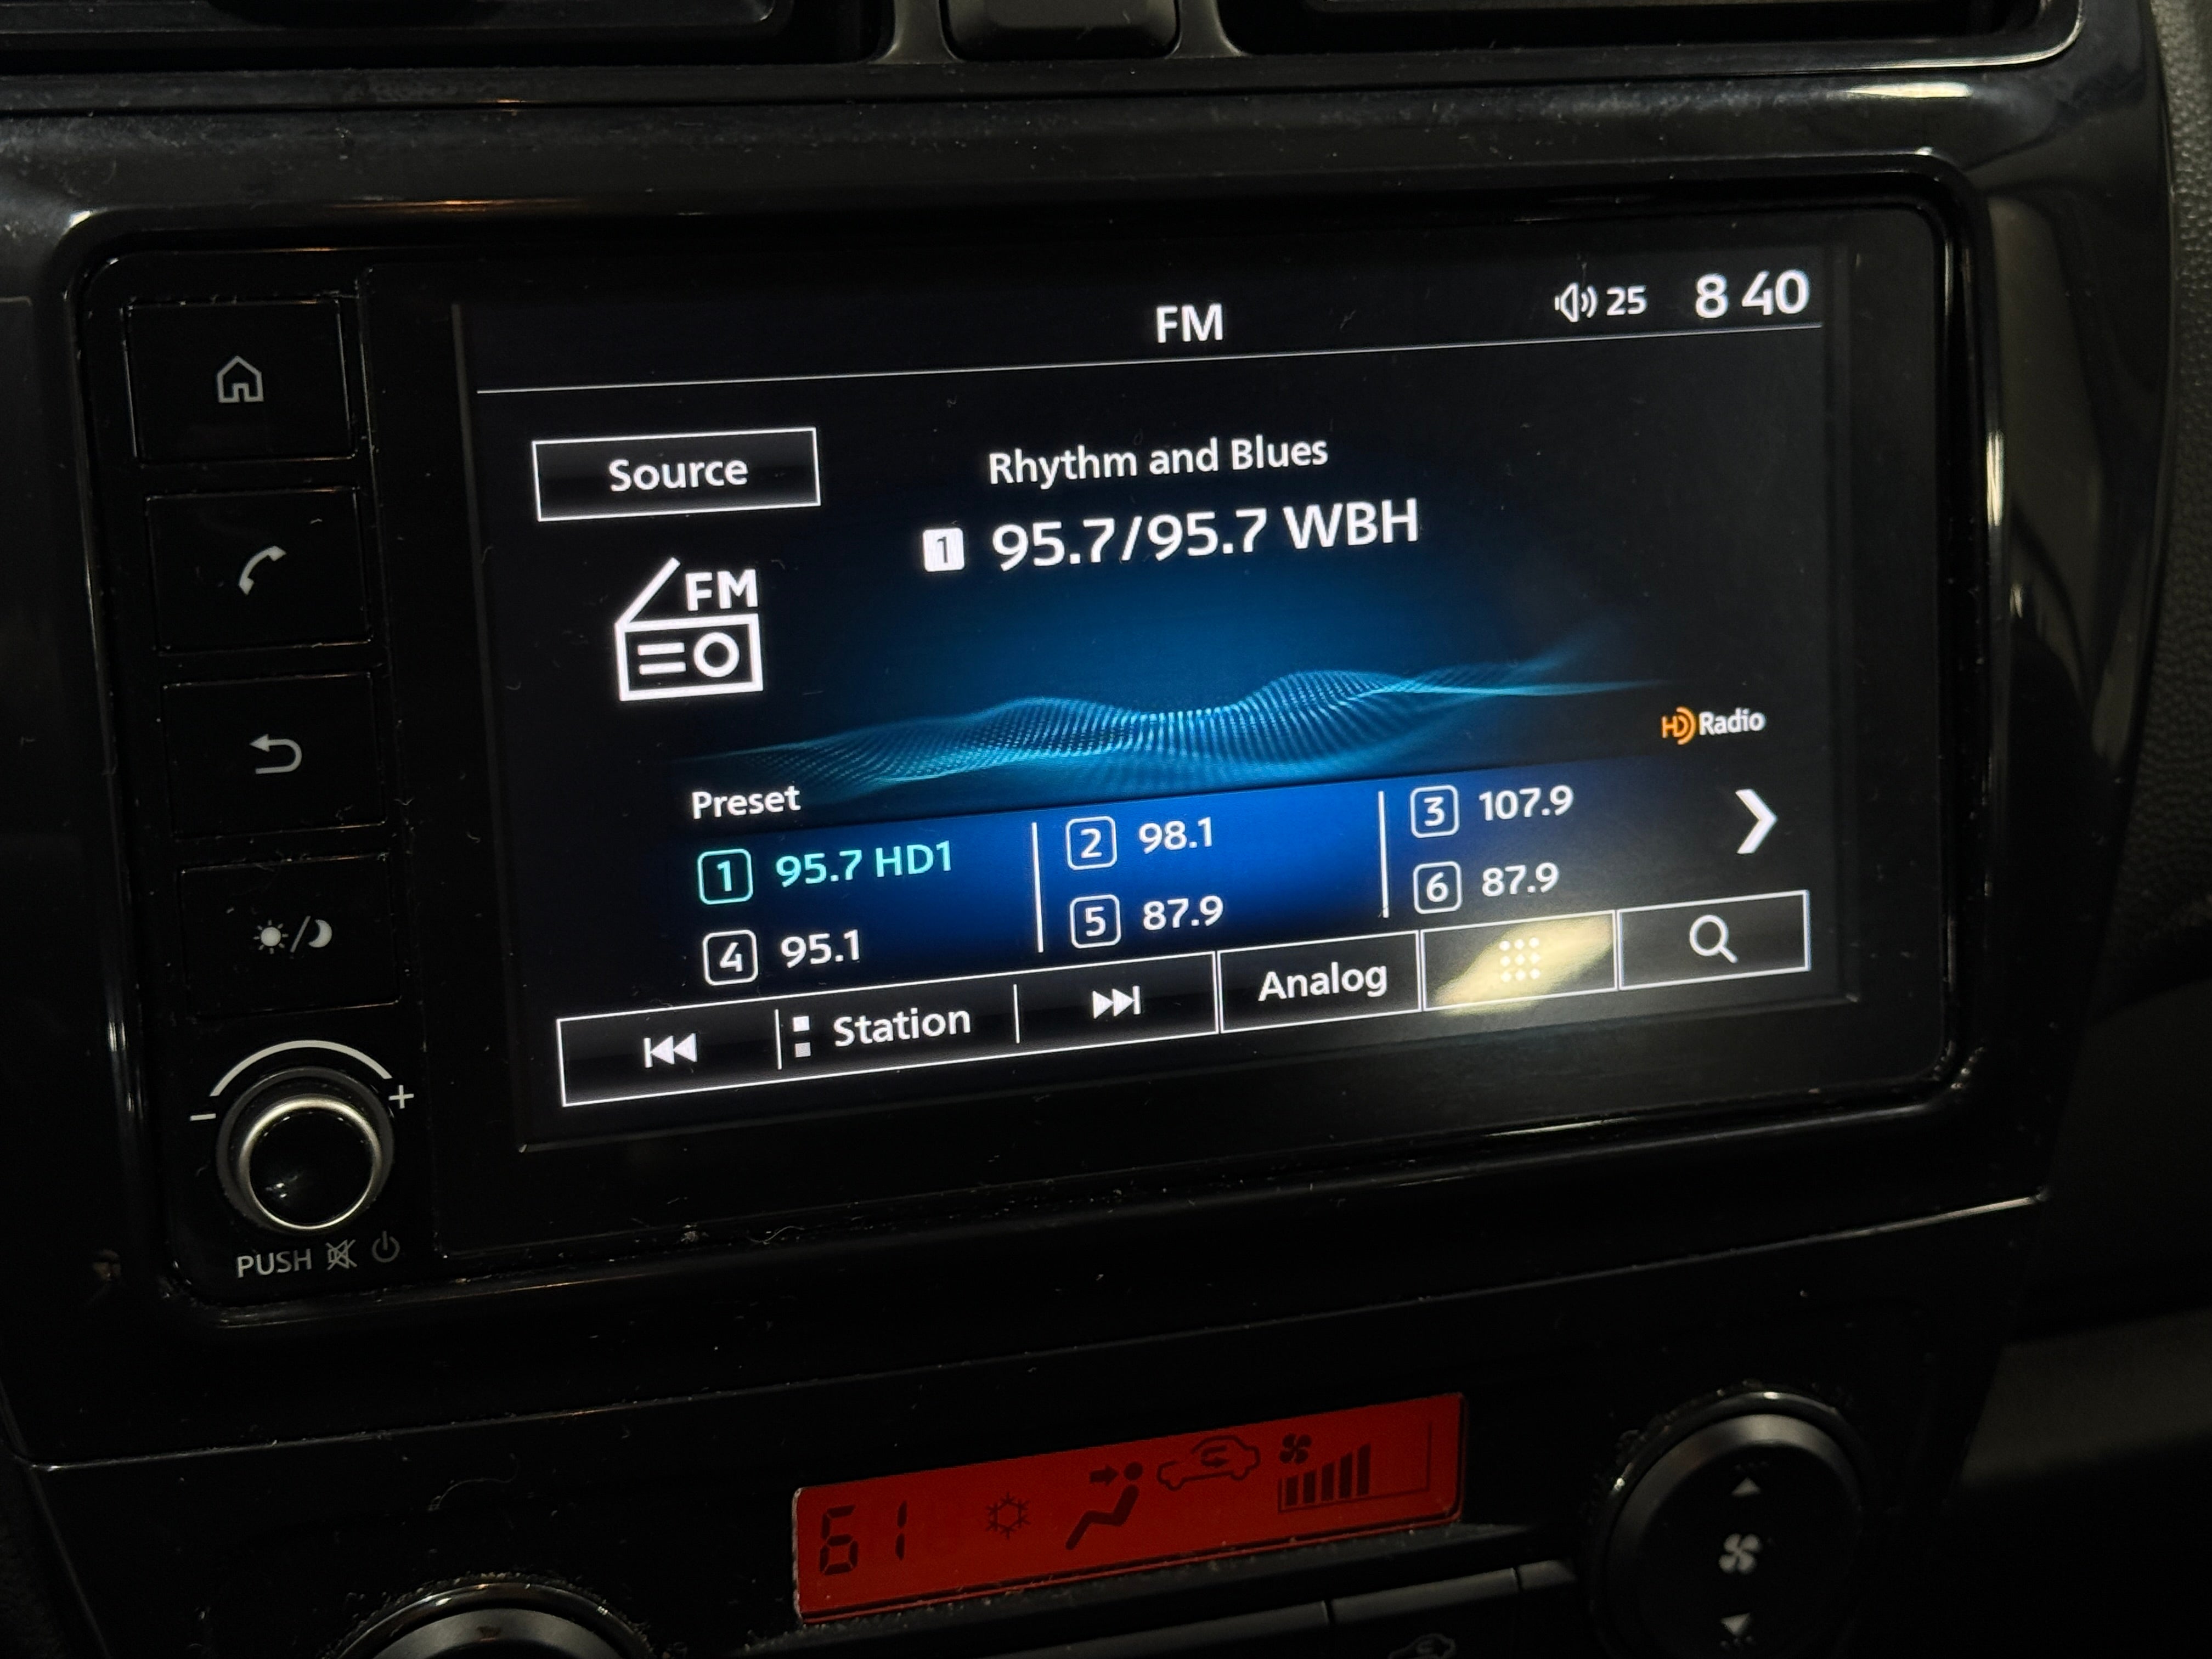 FM
25 8 40
Source
Rhythm and Blues
1 95.7/95.7 WBH
FM
HD Radio
Preset
1 95.7 HD1
2 98.1
3 107.9
4 95.1
5 87.9
6 87.9
Station
Analog
- +
PUSH
61